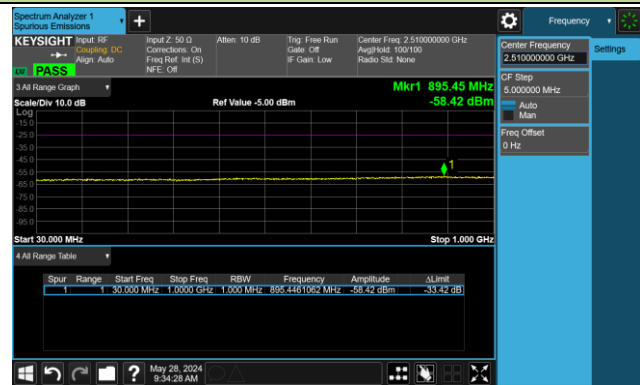 Spectrum Analyzer 1
Spurious Emissions
Frequency
KEYSIGHT
Input: RF
Coupling: DC
Align: Auto
Input Z: 50 Ω
Corrections: On
Freq Ref: Int (S)
NFE: Off
Atten: 10 dB
Trig: Free Run
Gate: Off
IF Gain: Low
Center Freq: 2.510000000 GHz
Avg|Hold: 100/100
Radio Std: None
LW PASS
Center Frequency
2.510000000 GHz
Settings
CF Step
5.000000 MHz
Auto
Man
Freq Offset
0 Hz
3 All Range Graph
Mkr1 895.45 MHz
Scale/Div 10.0 dB
Ref Value -5.00 dBm
-58.42 dBm
Log
-15.0
-25.0
-35.0
-45.0
-55.0
-65.0
-75.0
-85.0
-95.0
1
Start 30.000 MHz
Stop 1.000 GHz
4 All Range Table
Spur Range Start Freq Stop Freq RBW Frequency Amplitude ΔLimit
1 1 30.000 MHz 1.0000 GHz 1.000 MHz 895.4461062 MHz -58.42 dBm -33.42 dB
?
May 28, 2024
9:34:28 AM